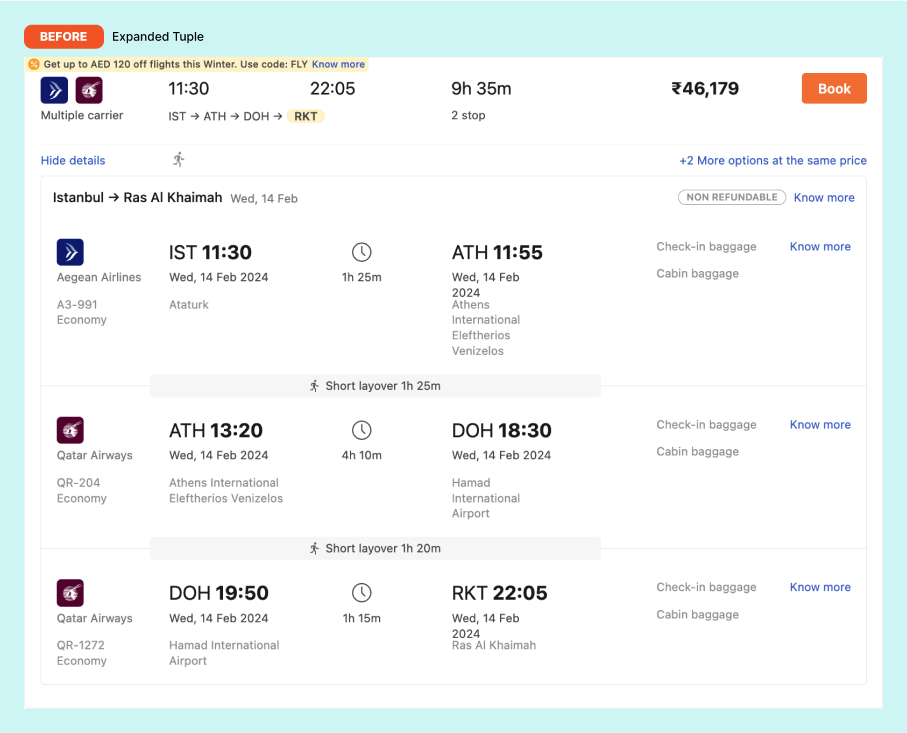 BEFORE Expanded Tuple
Get up to AED 120 off flights this Winter. Use code: FLY Know more
11:30 22:05 9h 35m ₹46,179 Book
Multiple carrier IST → ATH → DOH → RKT 2 stop
Hide details +2 More options at the same price
Istanbul → Ras Al Khaimah Wed, 14 Feb NON REFUNDABLE Know more
IST 11:30 ATH 11:55 Check-in baggage Know more
Aegean Airlines Wed, 14 Feb 2024 1h 25m Wed, 14 Feb Cabin baggage
2024
A3-991 Ataturk Athens
Economy International
Eleftherios
Venizelos
Short layover 1h 25m
ATH 13:20 DOH 18:30 Check-in baggage Know more
Qatar Airways Wed, 14 Feb 2024 4h 10m Wed, 14 Feb 2024 Cabin baggage
QR-204 Athens International Hamad
Economy Eleftherios Venizelos International
Airport
Short layover 1h 20m
DOH 19:50 RKT 22:05 Check-in baggage Know more
Qatar Airways Wed, 14 Feb 2024 1h 15m Wed, 14 Feb Cabin baggage
2024
QR-1272 Hamad International Ras Al Khaimah
Economy Airport